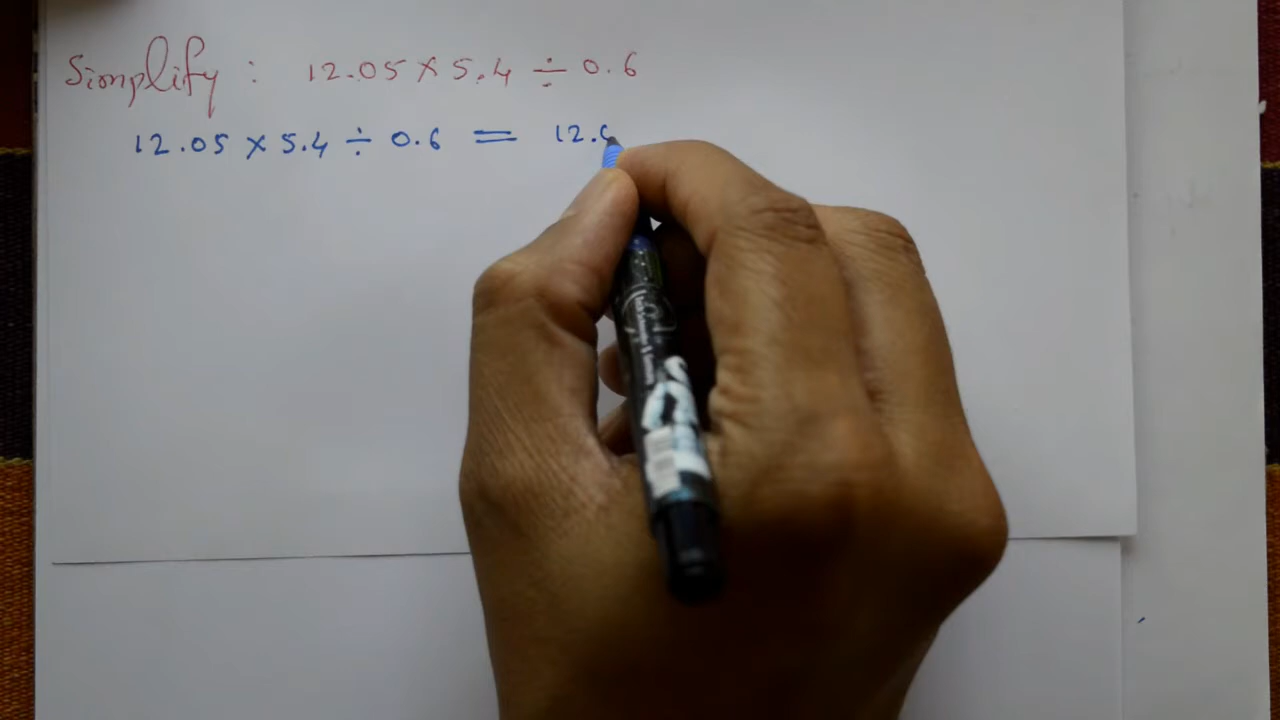 Simplify : 12.05 × 5.4 ÷ 0.6
12.05 × 5.4 ÷ 0.6 = 12.0